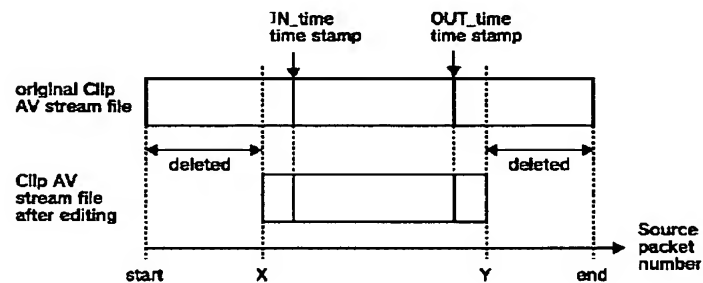 IN_time
time stamp
OUT_time
time stamp
original Clip
AV stream file
deleted
deleted
Clip AV
stream file
after editing
Source
packet
number
start
X
Y
end